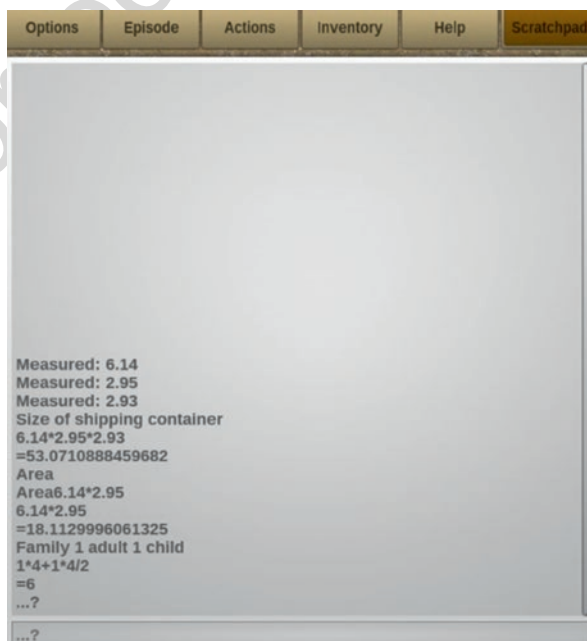 Options Episode Actions Inventory Help Scratchpad
Measured: 6.14
Measured: 2.95
Measured: 2.93
Size of shipping container
6.14*2.95*2.93
=53.0710888459682
Area
Area6.14*2.95
6.14*2.95
=18.1129996061325
Family 1 adult 1 child
1*4+1*4/2
=6
...?
...?